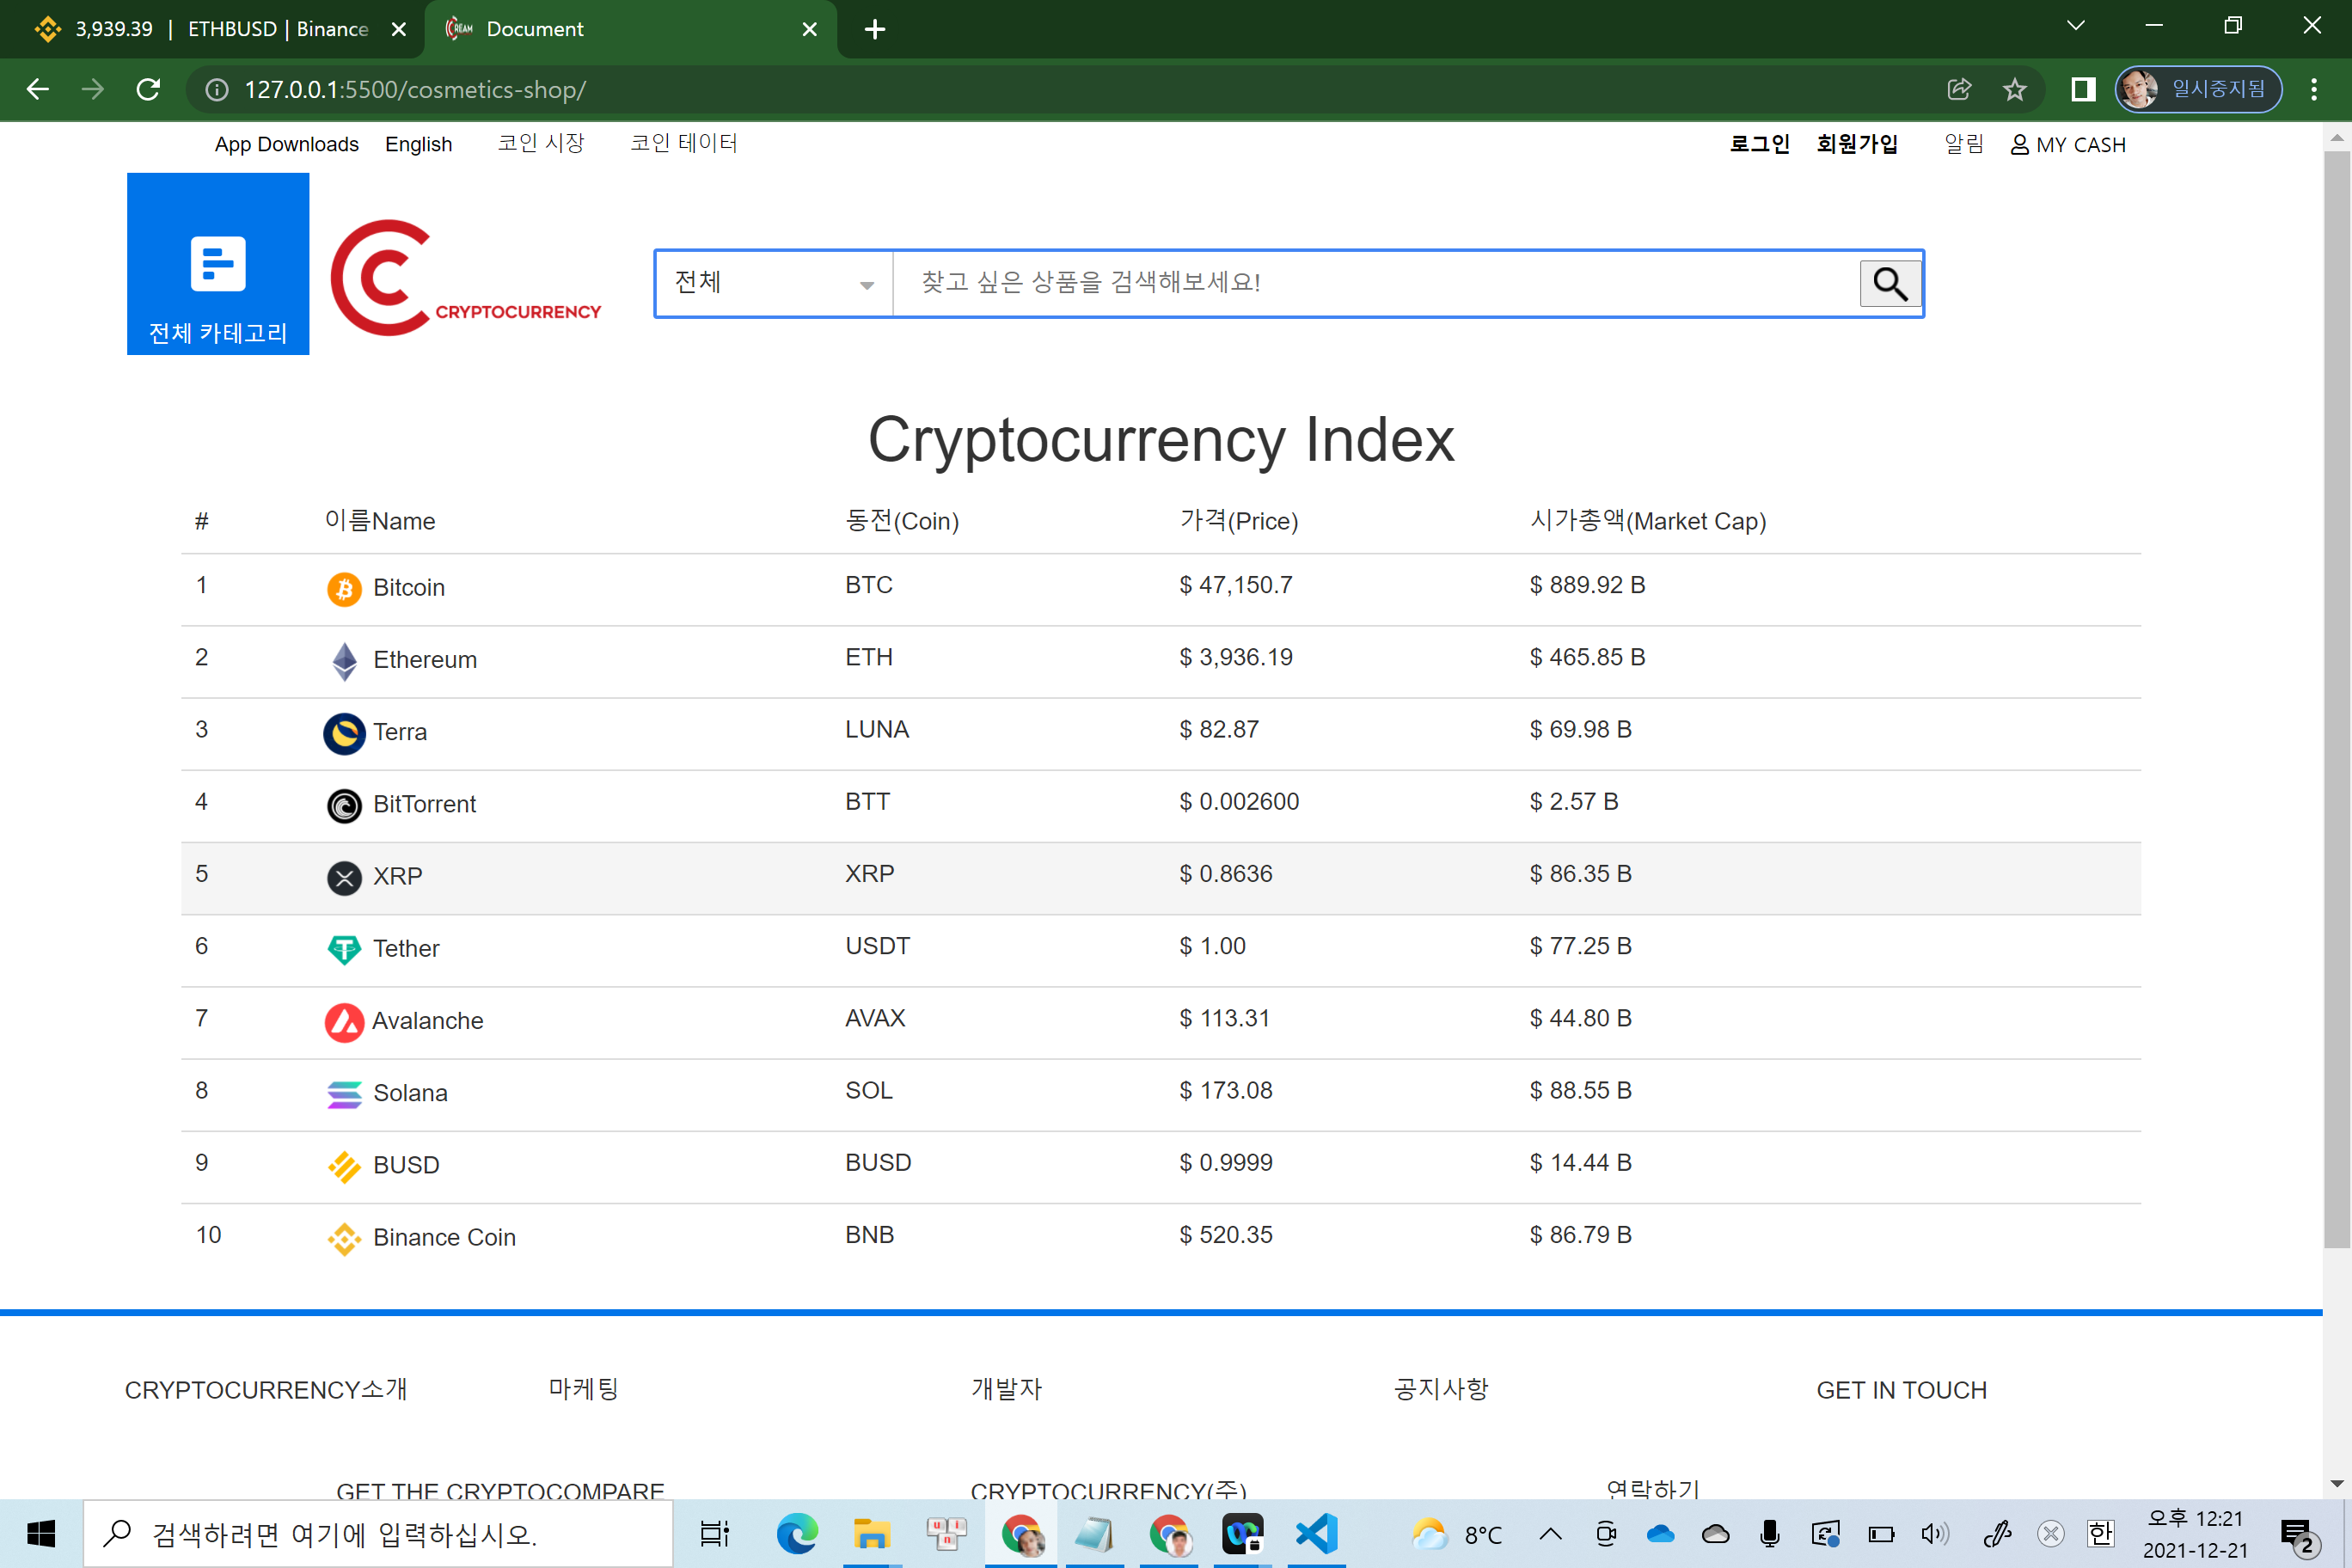 3,939.39 | ETHBUSD | Binance
Document
127.0.0.1:5500/cosmetics-shop/
일시중지됨
App Downloads English 코인 시장 코인 테이터
로그인 회원가입 알림 MY CASH
전체 카테고리
CRYPTOCURRENCY
전체
찾고 싶은 상품을 검색해보세요!
Cryptocurrency Index
# 이름Name 동전(Coin) 가격(Price) 시가총액(Market Cap)
1 Bitcoin BTC $ 47,150.7 $ 889.92 B
2 Ethereum ETH $ 3,936.19 $ 465.85 B
3 Terra LUNA $ 82.87 $ 69.98 B
4 BitTorrent BTT $ 0.002600 $ 2.57 B
5 XRP XRP $ 0.8636 $ 86.35 B
6 Tether USDT $ 1.00 $ 77.25 B
7 Avalanche AVAX $ 113.31 $ 44.80 B
8 Solana SOL $ 173.08 $ 88.55 B
9 BUSD BUSD $ 0.9999 $ 14.44 B
10 Binance Coin BNB $ 520.35 $ 86.79 B
CRYPTOCURRENCY소개 마케팅 개발자 공지사항 GET IN TOUCH
GET THE CRYPTOCOMPARE CRYPTOCURRENCY(주) 연락하기
검색하려면 여기에 입력하십시오.
8°C
한
오후 12:21
2021-12-21
2